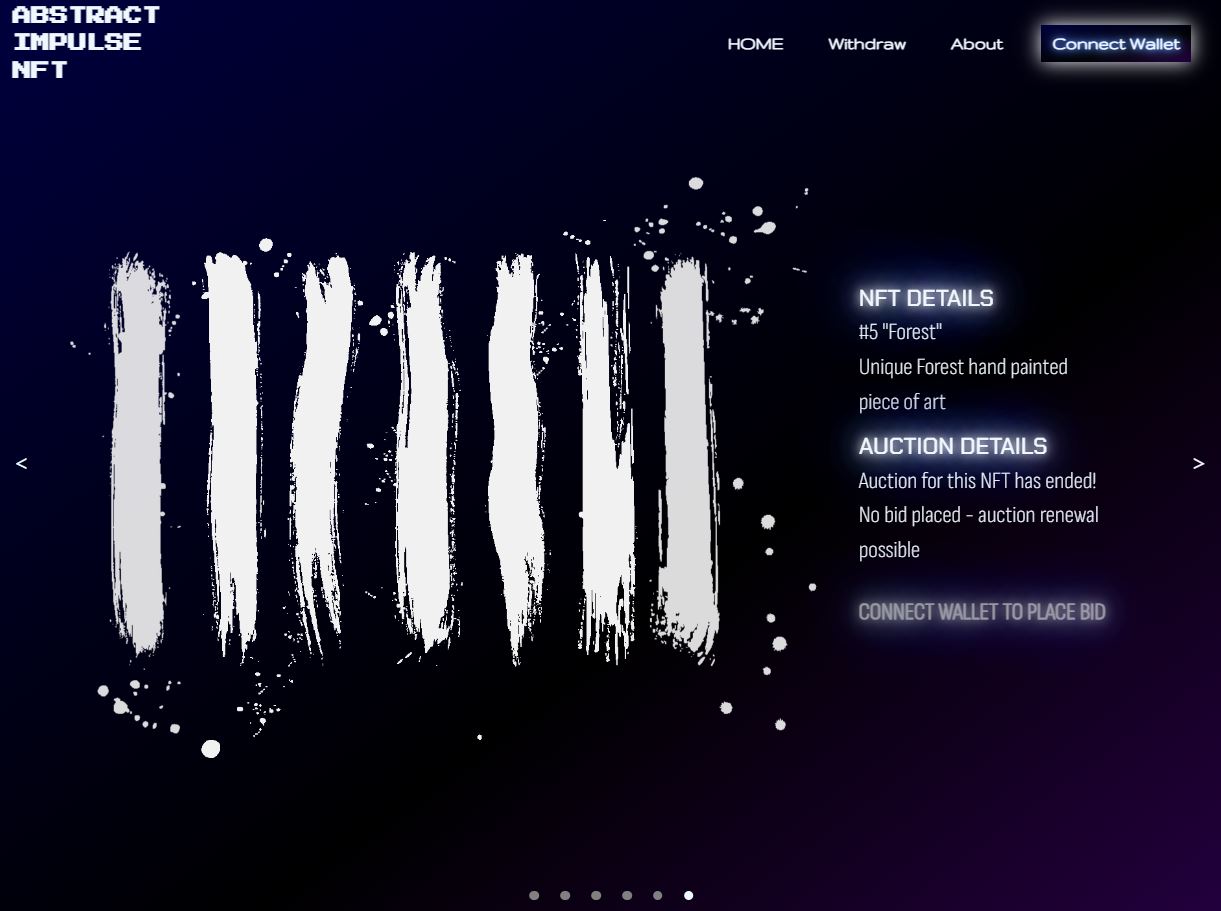 ABSTRACT
IMPULSE
NFT
HOME
Withdraw
About
Connect Wallet
NFT DETAILS
#5 "Forest"
Unique Forest hand painted
piece of art
AUCTION DETAILS
Auction for this NFT has ended!
No bid placed - auction renewal
possible
CONNECT WALLET TO PLACE BID
<
>